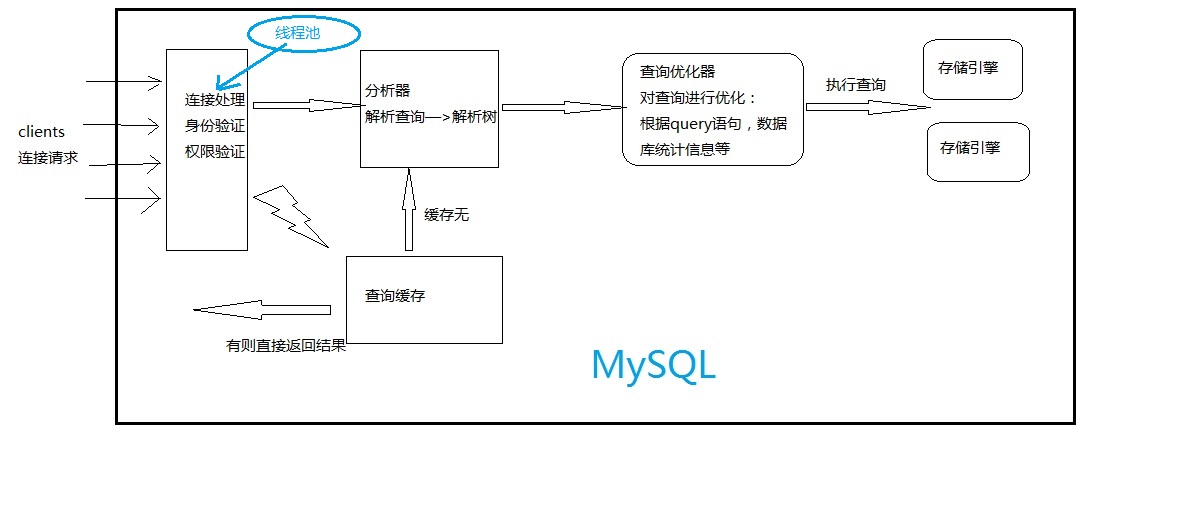 线程池
clients
连接请求
连接处理
身份验证
权限验证
分析器
解析查询—>解析树
查询优化器
对查询进行优化：
根据query语句，数据
库统计信息等
执行查询
存储引擎
存储引擎
缓存无
查询缓存
有则直接返回结果
MySQL